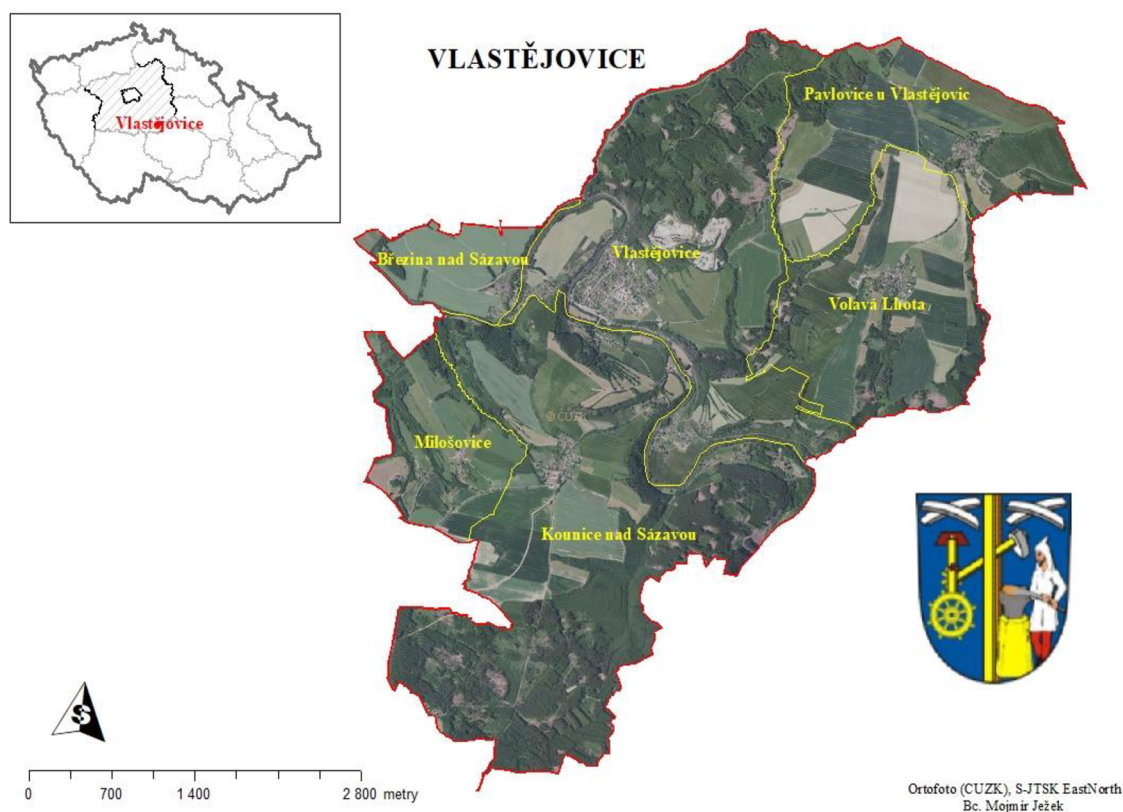 VLASTĚJOVICE
Vlastějovice
Pavlovice u Vlastějovic
Březina nad Sázavou
Vlastějovice
Volavá Lhota
© CUZK
Milošovice
Kounice nad Sázavou
S
0 700 1 400 2 800 metry
Ortofoto (CUZK), S-JTSK EastNorth
Bc. Mojmír Ježek